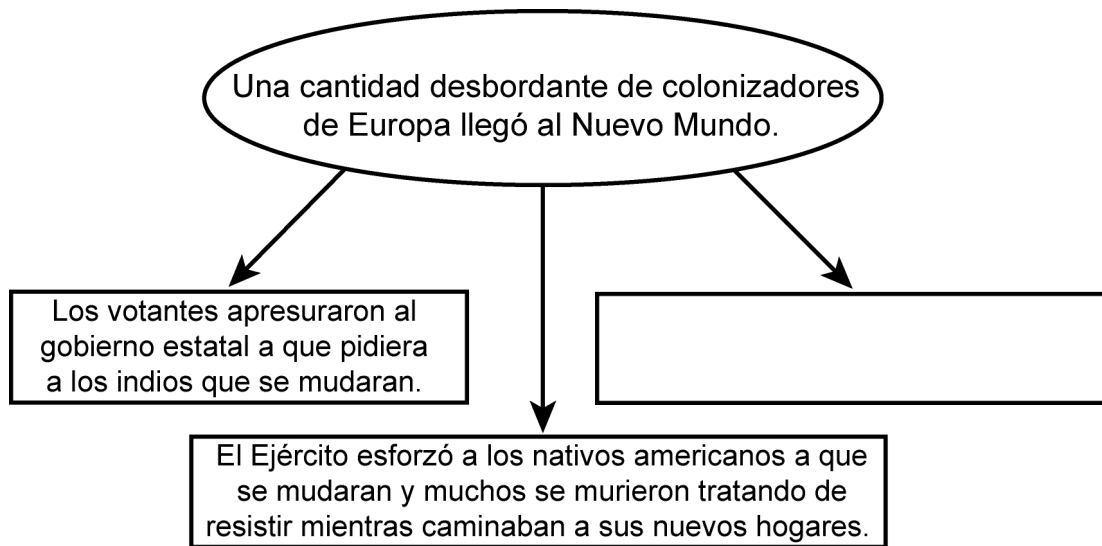 Una cantidad desbordante de colonizadores
de Europa llegó al Nuevo Mundo.
Los votantes apresuraron al
gobierno estatal a que pidiera
a los indios que se mudaran.
El Ejército esforzó a los nativos americanos a que
se mudaran y muchos se murieron tratando de
resistir mientras caminaban a sus nuevos hogares.